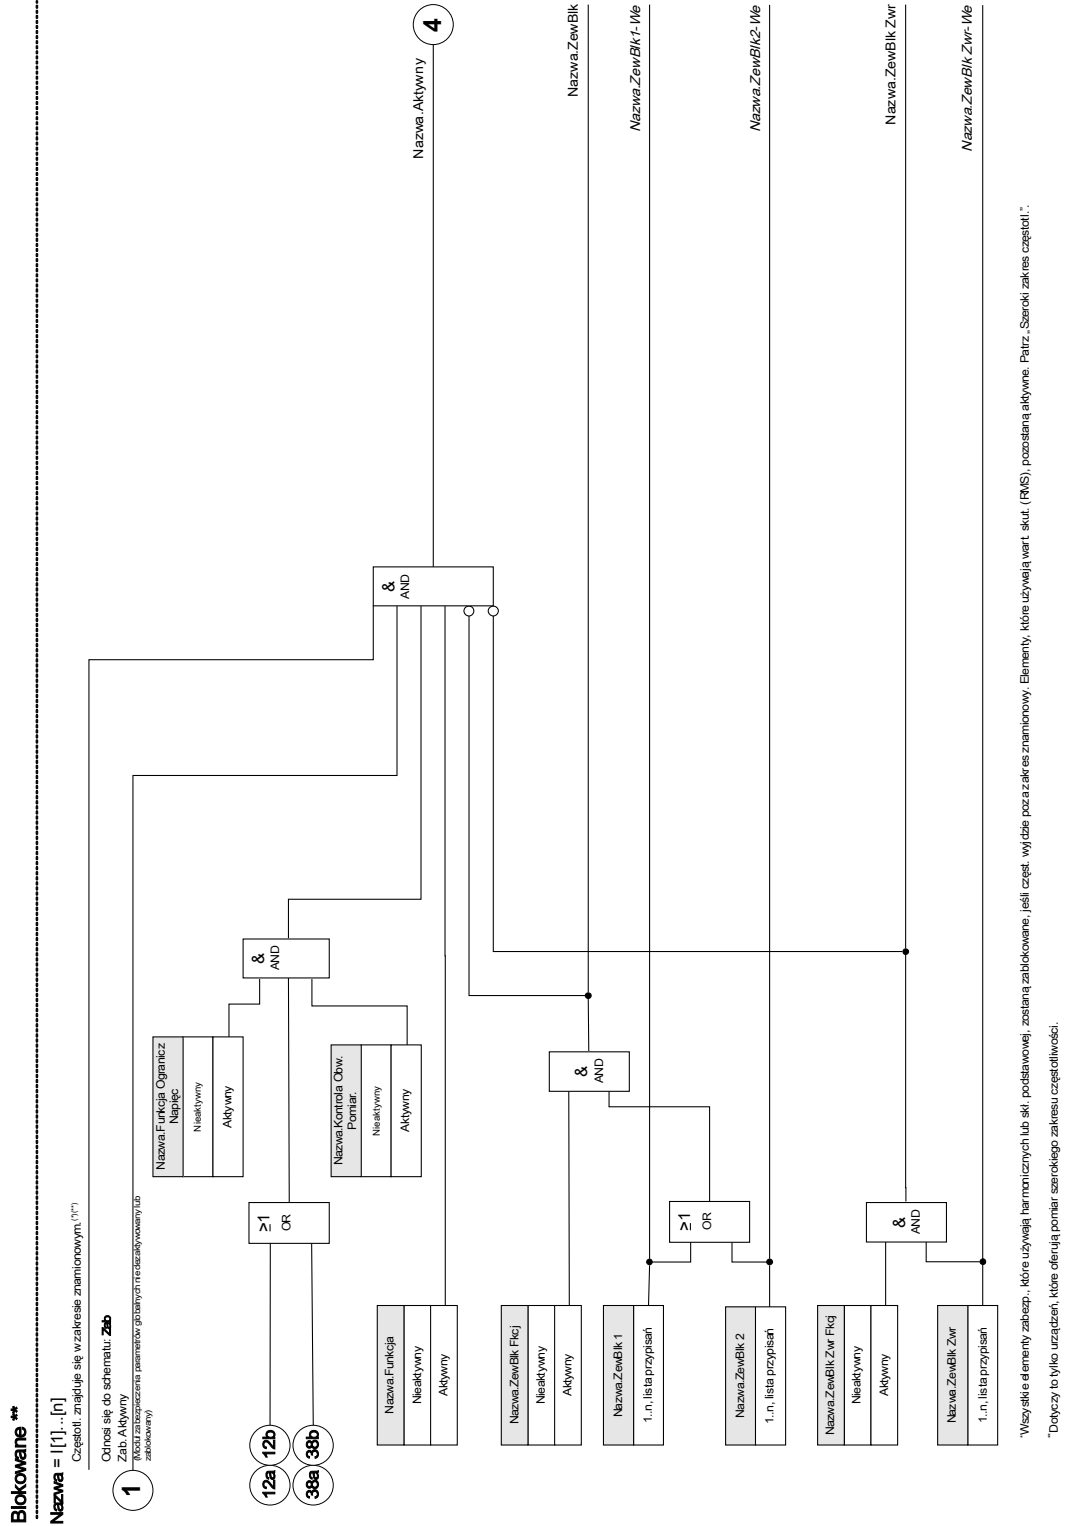 Blokowane **
Nazwa = I[1]...[n]
Częstotl. znajduje się w zakresie znamionowym.(*)(**)
Odnosi się do schematu: Zab
Zab. Aktywny
(Moduł zabezpieczenia parametrów globalnych nie dezaktywowany lub
zablokowany)
1
12a
12b
38a
38b
≥1
OR
Nazwa.Funkcja Ogranicz
Napięc
Nieaktywny
Aktywny
Nazwa.Kontrola Obw.
Pomiar.
Nieaktywny
Aktywny
&
AND
Nazwa.Funkcja
Nieaktywny
Aktywny
&
AND
Nazwa.Aktywny
4
Nazwa.ZewBlk Fkcj
Nieaktywny
Aktywny
&
AND
Nazwa.ZewBlk
Nazwa.ZewBlk 1
1..n, lista przypisań
Nazwa.ZewBlk1-We
≥1
OR
Nazwa.ZewBlk 2
1..n, lista przypisań
Nazwa.ZewBlk2-We
Nazwa.ZewBlk Zwr Fkcj
Nieaktywny
Aktywny
&
AND
Nazwa.ZewBlk Zwr
Nazwa.ZewBlk Zwr
1..n, lista przypisań
Nazwa.ZewBlk Zwr-We
*Wszystkie elementy zabezp., które używają harmonicznych lub skł. podstawowej, zostaną zablokowane, jeśli częst. wyjdzie poza zakres znamionowy. Elementy, które używają wart. skut. (RMS), pozostaną aktywne. Patrz „Szeroki zakres częstotl.”.
**Dotyczy to tylko urządzeń, które oferują pomiar szerokiego zakresu częstotliwości.